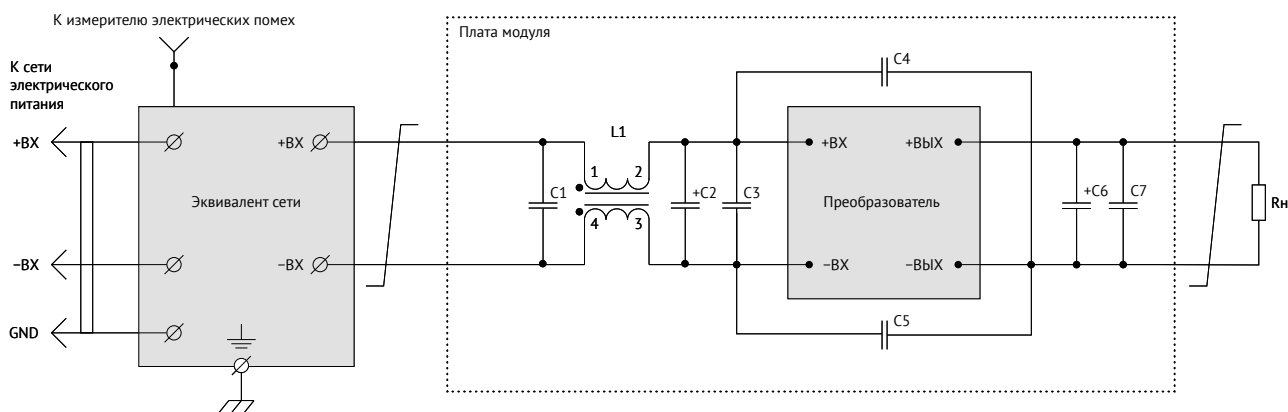 К измерителю электрических помех
Плата модуля
К сети
электрического
питания
C4
+ВХ
+ВХ
L1
+ВХ
+ВЫХ
1
2
C1
+C2
C3
+C6
C7
Эквивалент сети
Преобразователь
Rн
4
3
−ВХ
−ВХ
−ВХ
−ВЫХ
C5
GND